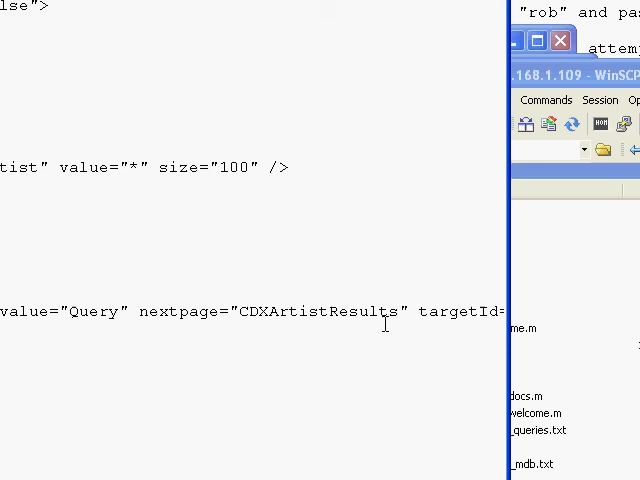 lse">
tist" value="*" size="100" />
value="Query" nextpage="CDXArtistResults" targetId=
"rob" and pas
attemp
.168.1.109 - WinSCP
Commands Session Op
me.m
docs.m
welcome.m
_queries.txt
_mdb.txt